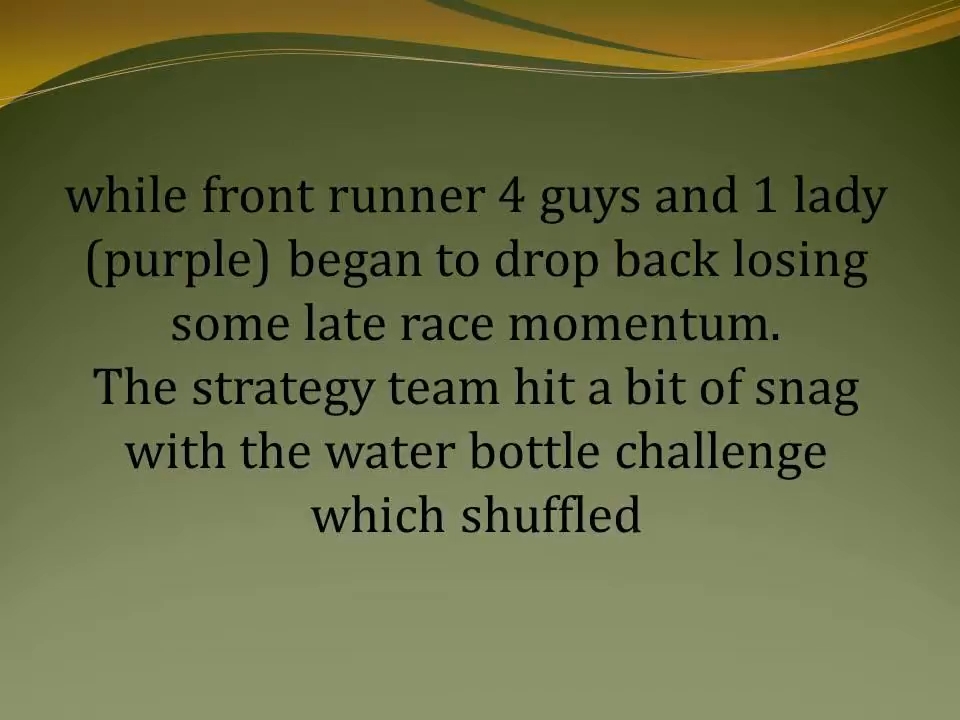 while front runner 4 guys and 1 lady
(purple) began to drop back losing
some late race momentum.
The strategy team hit a bit of snag
with the water bottle challenge
which shuffled